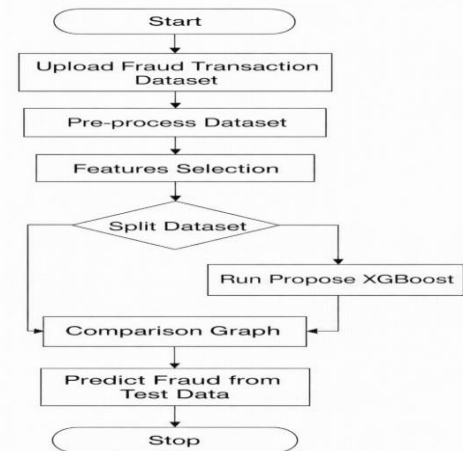 Start
Upload Fraud Transaction
Dataset
Pre-process Dataset
Features Selection
Split Dataset
Run Propose XGBoost
Comparison Graph
Predict Fraud from
Test Data
Stop